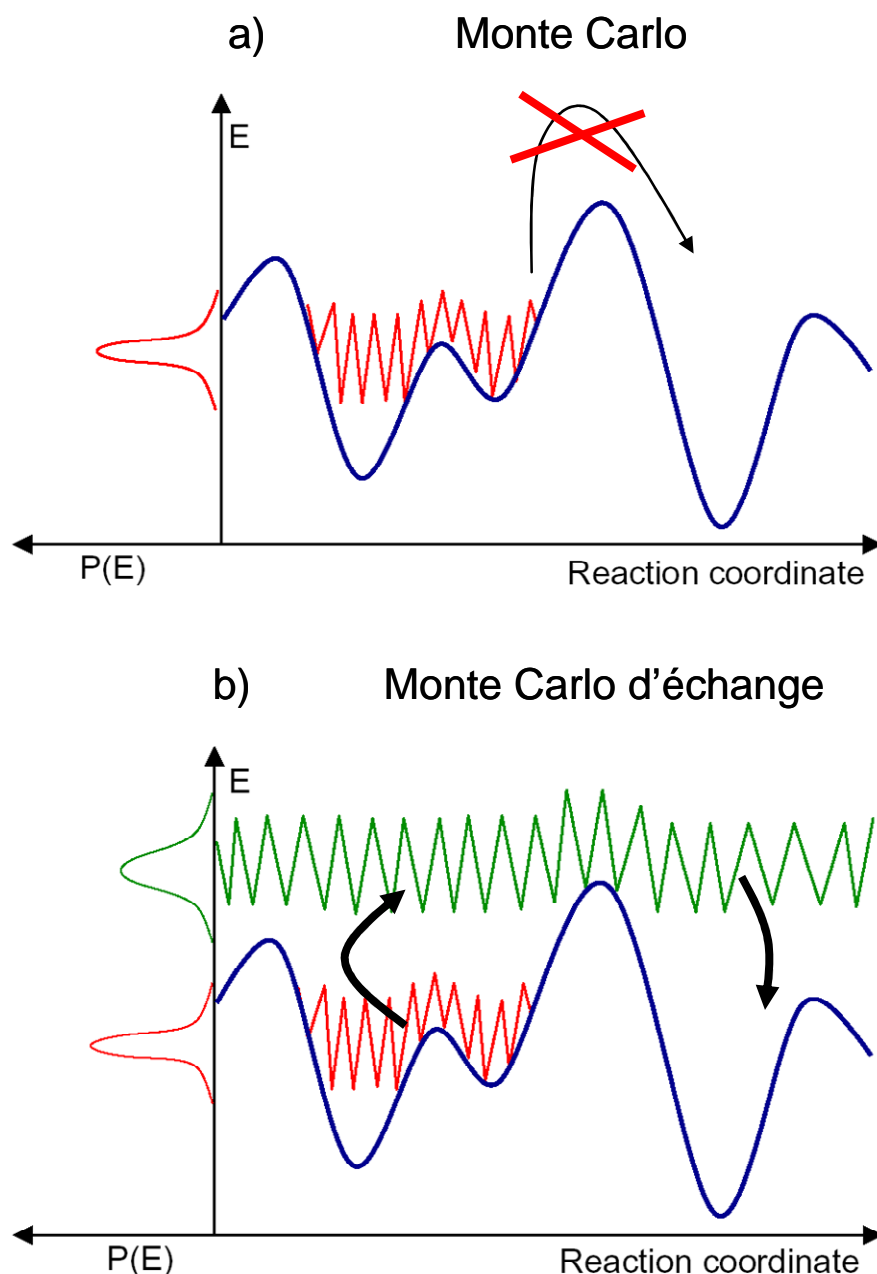 a) Monte Carlo
E
P(E) Reaction coordinate
b) Monte Carlo d'échange
E
P(E) Reaction coordinate